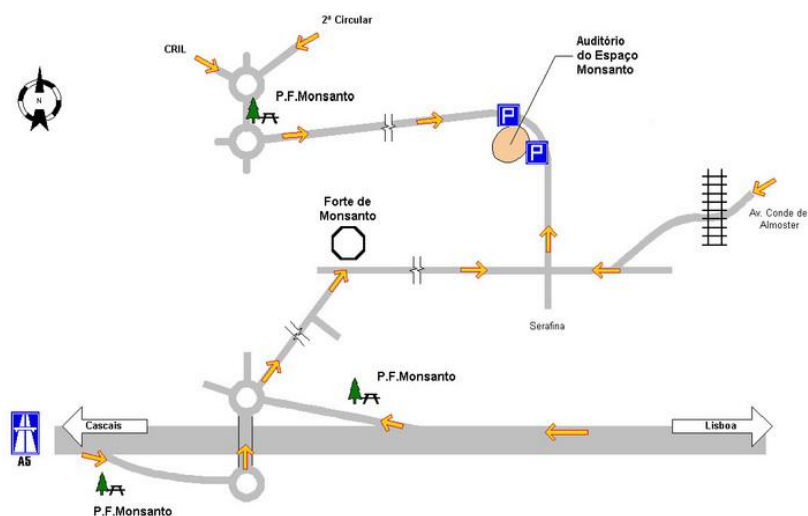 2ª Circular
CRIL
Auditório
do Espaço
Monsanto
P.F.Monsanto
N
P
P
Forte de
Monsanto
Av. Conde de
Almoster
Serafina
P.F.Monsanto
Cascais
Lisboa
A5
P.F.Monsanto